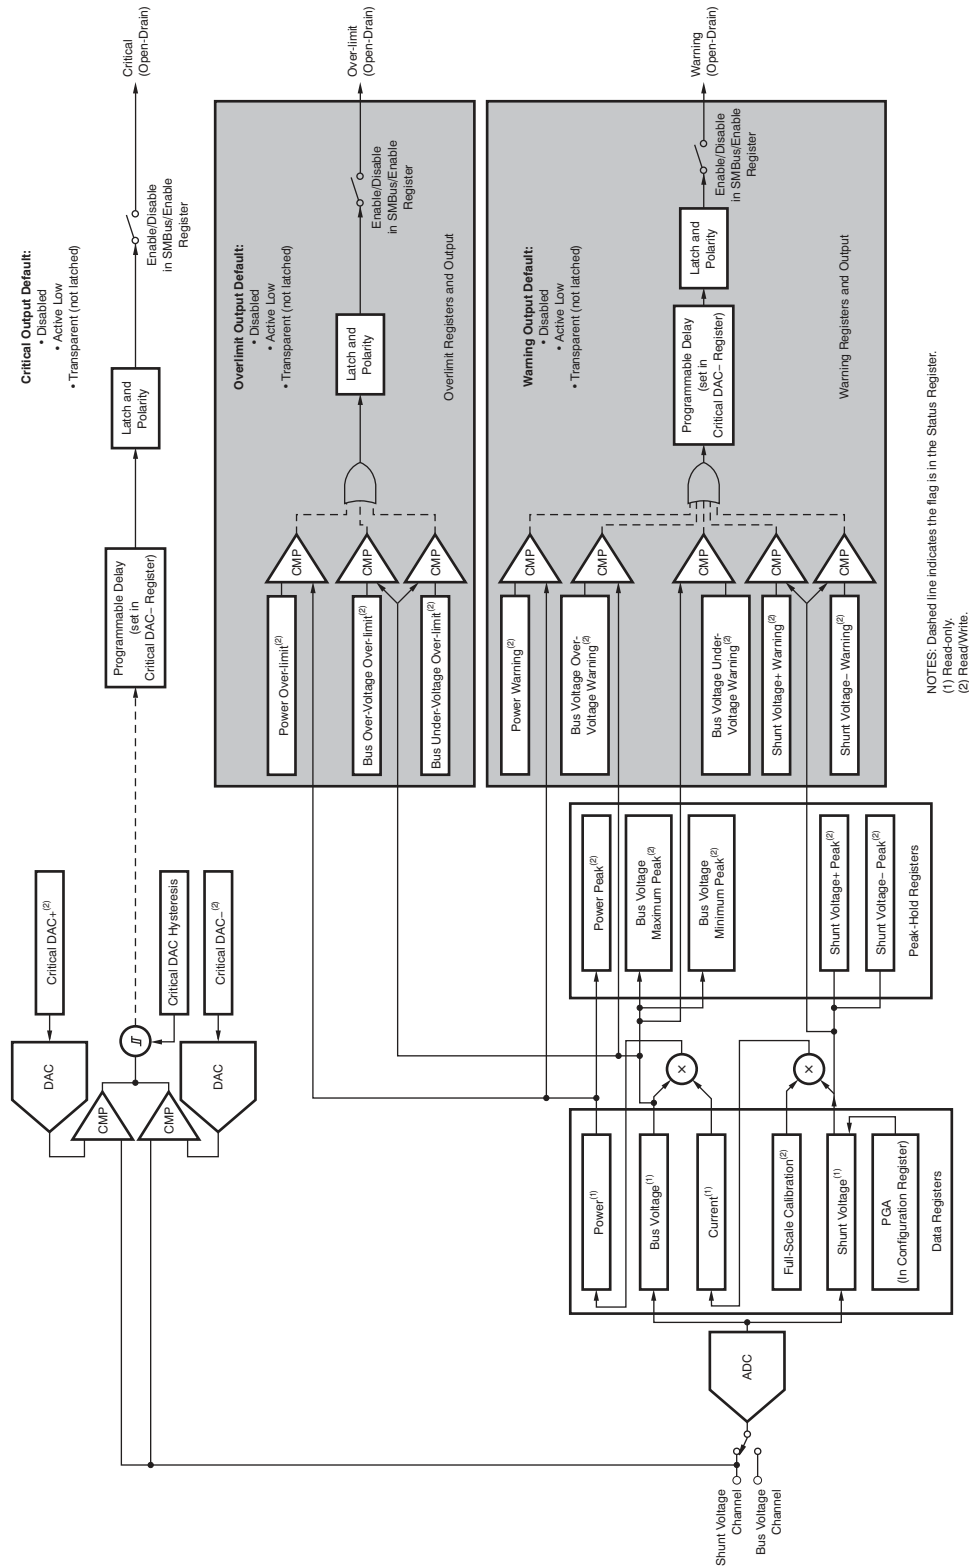 Critical DAC+(2)
DAC
CMP
CMP
DAC
Critical DAC Hysteresis
Critical DAC−(2)
Programmable Delay
(set in
Critical DAC− Register)
Latch and
Polarity
Critical Output Default:
• Disabled
• Active Low
• Transparent (not latched)
Enable/Disable
in SMBus/Enable
Register
Critical
(Open-Drain)
Power Over-limit(2)
Bus Over-Voltage Over-limit(2)
Bus Under-Voltage Over-limit(2)
CMP
CMP
CMP
Latch and
Polarity
Overlimit Output Default:
• Disabled
• Active Low
• Transparent (not latched)
Enable/Disable
in SMBus/Enable
Register
Overlimit Registers and Output
Over-limit
(Open-Drain)
Power Warning(2)
Bus Voltage Over-
Voltage Warning(2)
Bus Voltage Under-
Voltage Warning(2)
Shunt Voltage+ Warning(2)
Shunt Voltage− Warning(2)
CMP
CMP
CMP
CMP
CMP
Programmable Delay
(set in
Critical DAC− Register)
Latch and
Polarity
Warning Output Default:
• Disabled
• Active Low
• Transparent (not latched)
Enable/Disable
in SMBus/Enable
Register
Warning Registers and Output
Warning
(Open-Drain)
Shunt Voltage
Channel
Bus Voltage
Channel
ADC
Power(1)
Bus Voltage(1)
Current(1)
Full-Scale Calibration(2)
Shunt Voltage(1)
PGA
(In Configuration Register)
Data Registers
×
×
Power Peak(2)
Bus Voltage
Maximum Peak(2)
Bus Voltage
Minimum Peak(2)
Shunt Voltage+ Peak(2)
Shunt Voltage− Peak(2)
Peak-Hold Registers
NOTES: Dashed line indicates the flag is in the Status Register.
(1) Read-only.
(2) Read/Write.